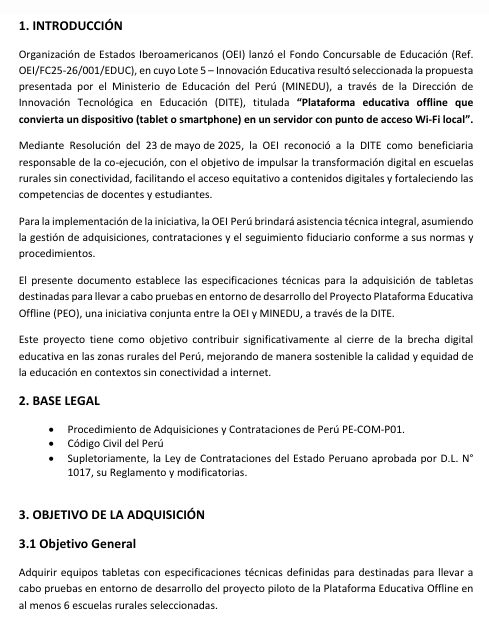 1. INTRODUCCIÓN
Organización de Estados Iberoamericanos (OEI) lanzó el Fondo Concursable de Educación (Ref.
OEI/FC25-26/001/EDUC), en cuyo Lote 5 – Innovación Educativa resultó seleccionada la propuesta
presentada por el Ministerio de Educación del Perú (MINEDU), a través de la Dirección de
Innovación Tecnológica en Educación (DITE), titulada “Plataforma educativa offline que
convierta un dispositivo (tablet o smartphone) en un servidor con punto de acceso Wi-Fi local”.
Mediante Resolución del 23 de mayo de 2025, la OEI reconoció a la DITE como beneficiaria
responsable de la co-ejecución, con el objetivo de impulsar la transformación digital en escuelas
rurales sin conectividad, facilitando el acceso equitativo a contenidos digitales y fortaleciendo las
competencias de docentes y estudiantes.
Para la implementación de la iniciativa, la OEI Perú brindará asistencia técnica integral, asumiendo
la gestión de adquisiciones, contrataciones y el seguimiento fiduciario conforme a sus normas y
procedimientos.
El presente documento establece las especificaciones técnicas para la adquisición de tabletas
destinadas para llevar a cabo pruebas en entorno de desarrollo del Proyecto Plataforma Educativa
Offline (PEO), una iniciativa conjunta entre la OEI y MINEDU, a través de la DITE.
Este proyecto tiene como objetivo contribuir significativamente al cierre de la brecha digital
educativa en las zonas rurales del Perú, mejorando de manera sostenible la calidad y equidad de
la educación en contextos sin conectividad a internet.
2. BASE LEGAL
• Procedimiento de Adquisiciones y Contrataciones de Perú PE-COM-P01.
• Código Civil del Perú
• Supletoriamente, la Ley de Contrataciones del Estado Peruano aprobada por D.L. N°
1017, su Reglamento y modificatorias.
3. OBJETIVO DE LA ADQUISICIÓN
3.1 Objetivo General
Adquirir equipos tabletas con especificaciones técnicas definidas para destinadas para llevar a
cabo pruebas en entorno de desarrollo del proyecto piloto de la Plataforma Educativa Offline en
al menos 6 escuelas rurales seleccionadas.